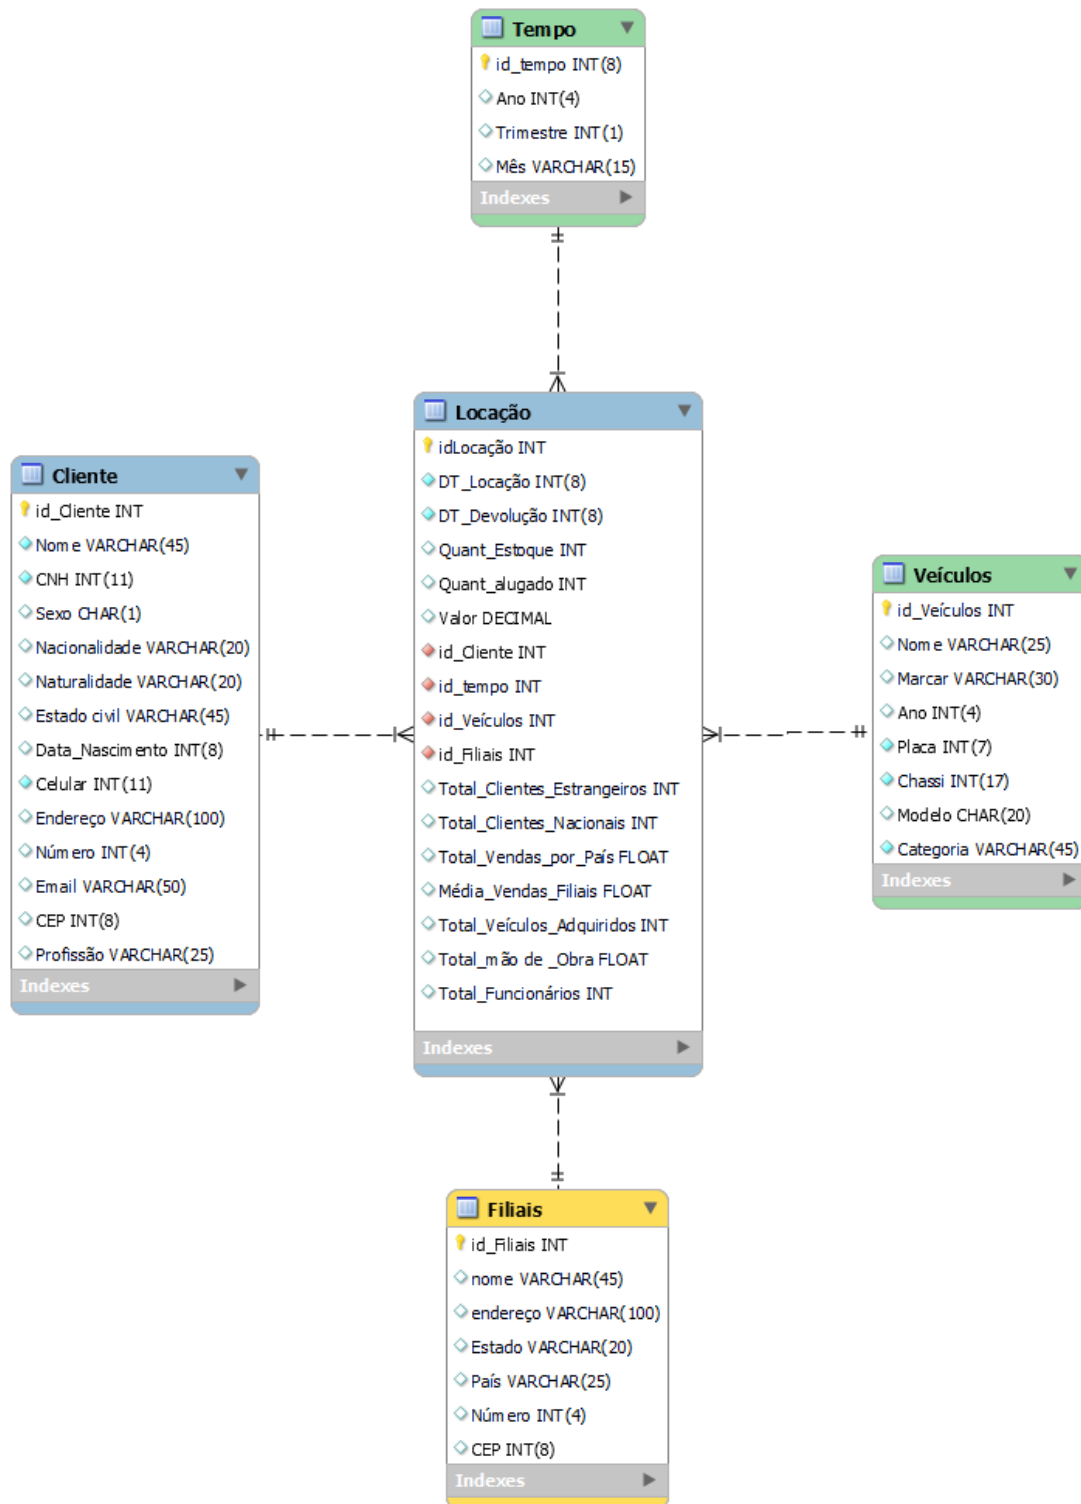 Tempo
id_tempo INT(8)
Ano INT(4)
Trimestre INT(1)
Mês VARCHAR(15)
Indexes
Locação
idLocação INT
DT_Locação INT(8)
DT_Devolução INT(8)
Quant_Estoque INT
Quant_alugado INT
Valor DECIMAL
id_Cliente INT
id_tempo INT
id_Veículos INT
id_Filiais INT
Total_Clientes_Estrangeiros INT
Total_Clientes_Nacionais INT
Total_Vendas_por_País FLOAT
Média_Vendas_Filiais FLOAT
Total_Veículos_Adquiridos INT
Total_mão de _Obra FLOAT
Total_Funcionários INT
Indexes
Cliente
id_Cliente INT
Nome VARCHAR(45)
CNH INT(11)
Sexo CHAR(1)
Nacionalidade VARCHAR(20)
Naturalidade VARCHAR(20)
Estado civil VARCHAR(45)
Data_Nascimento INT(8)
Celular INT(11)
Endereço VARCHAR(100)
Número INT(4)
Email VARCHAR(50)
CEP INT(8)
Profissão VARCHAR(25)
Indexes
Veículos
id_Veículos INT
Nome VARCHAR(25)
Marcar VARCHAR(30)
Ano INT(4)
Placa INT(7)
Chassi INT(17)
Modelo CHAR(20)
Categoria VARCHAR(45)
Indexes
Filiais
id_Filiais INT
nome VARCHAR(45)
endereço VARCHAR(100)
Estado VARCHAR(20)
País VARCHAR(25)
Número INT(4)
CEP INT(8)
Indexes